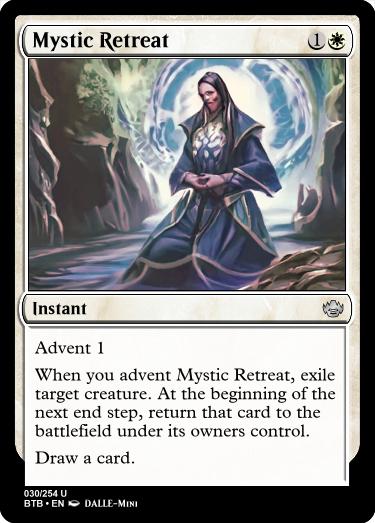 Mystic Retreat 1
Instant
Advent 1
When you advent Mystic Retreat, exile
target creature. At the beginning of the
next end step, return that card to the
battlefield under its owners control.
Draw a card.
030/254 U
BTB • EN DALLE-Mini